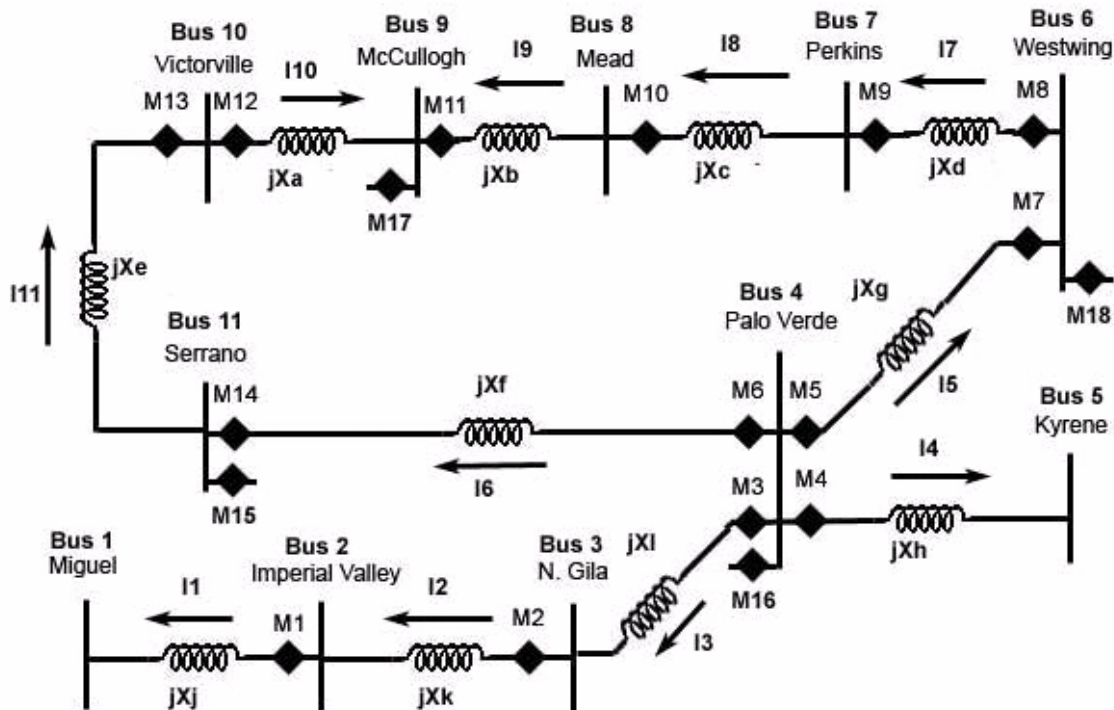 Bus 10
Victorville
Bus 9
McCullogh
Bus 8
Mead
Bus 7
Perkins
Bus 6
Westwing
I10
I9
I8
I7
M13
M12
M11
M10
M9
M8
jXa
jXb
jXc
jXd
M17
M7
I11
jXe
jXg
M18
Bus 4
Palo Verde
I5
Bus 11
Serrano
M14
jXf
M6
M5
Bus 5
Kyrene
I6
M15
M3
M4
I4
jXh
Bus 1
Miguel
Bus 2
Imperial Valley
Bus 3
N. Gila
jXl
M16
I1
M1
I2
M2
I3
jXj
jXk